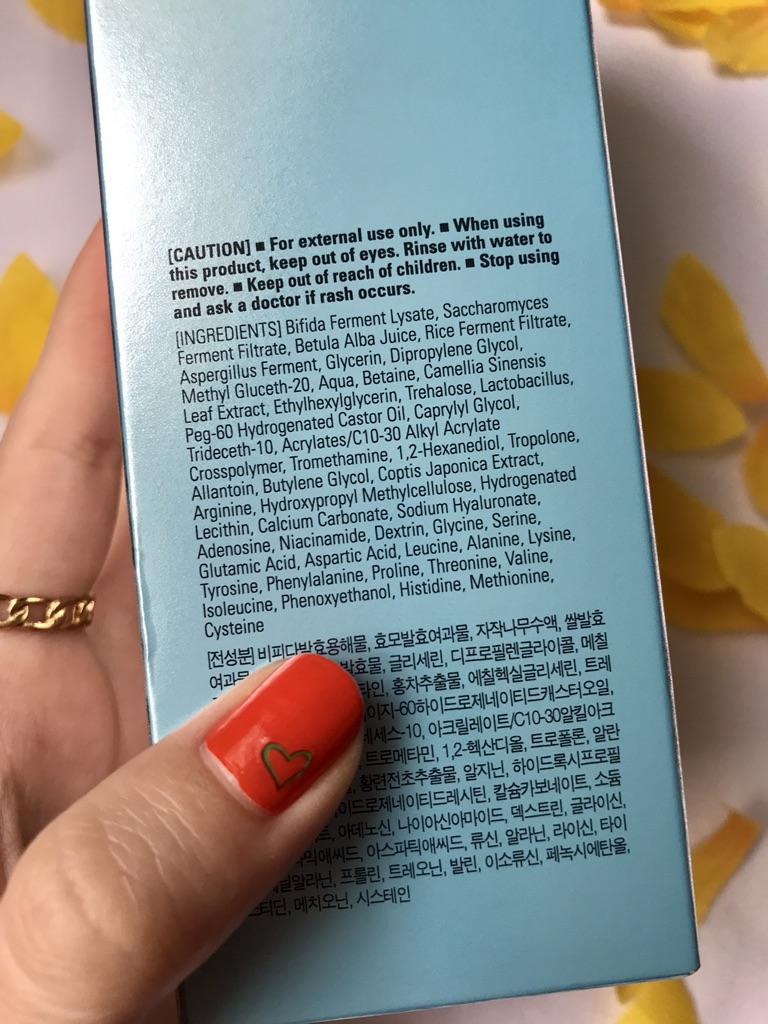 [CAUTION] ■ For external use only. ■ When using
this product, keep out of eyes. Rinse with water to
remove. ■ Keep out of reach of children. ■ Stop using
and ask a doctor if rash occurs.
[INGREDIENTS] Bifida Ferment Lysate, Saccharomyces
Ferment Filtrate, Betula Alba Juice, Rice Ferment Filtrate,
Aspergillus Ferment, Glycerin, Dipropylene Glycol,
Methyl Gluceth-20, Aqua, Betaine, Camellia Sinensis
Leaf Extract, Ethylhexylglycerin, Trehalose, Lactobacillus,
Peg-60 Hydrogenated Castor Oil, Caprylyl Glycol,
Trideceth-10, Acrylates/C10-30 Alkyl Acrylate
Crosspolymer, Tromethamine, 1,2-Hexanediol, Tropolone,
Allantoin, Butylene Glycol, Coptis Japonica Extract,
Arginine, Hydroxypropyl Methylcellulose, Hydrogenated
Lecithin, Calcium Carbonate, Sodium Hyaluronate,
Adenosine, Niacinamide, Dextrin, Glycine, Serine,
Glutamic Acid, Aspartic Acid, Leucine, Alanine, Lysine,
Tyrosine, Phenylalanine, Proline, Threonine, Valine,
Isoleucine, Phenoxyethanol, Histidine, Methionine,
Cysteine
[전성분] 비피다발효용해물, 효모발효여과물, 자작나무수액, 쌀발효
여과물, 발효물, 글리세린, 디프로필렌글라이콜, 메칠
타인, 홍차추출물, 에칠헥실글리세린, 트레
이지-60하이드로제네이티드캐스터오일,
세스-10, 아크릴레이트/C10-30알킬아크
트로메타민, 1,2-헥산디올, 트로폴론, 알란
황련전초추출물, 알지닌, 하이드록시프로필
이드로제네이티드레시틴, 칼슘카보네이트, 소듐
트, 아데노신, 나이아신아마이드, 덱스트린, 글라이신,
믹애씨드, 아스파틱애씨드, 류신, 알라닌, 라이신, 타이
닐알라닌, 프롤린, 트레오닌, 발린, 이소류신, 페녹시에탄올,
스티딘, 메치오닌, 시스테인